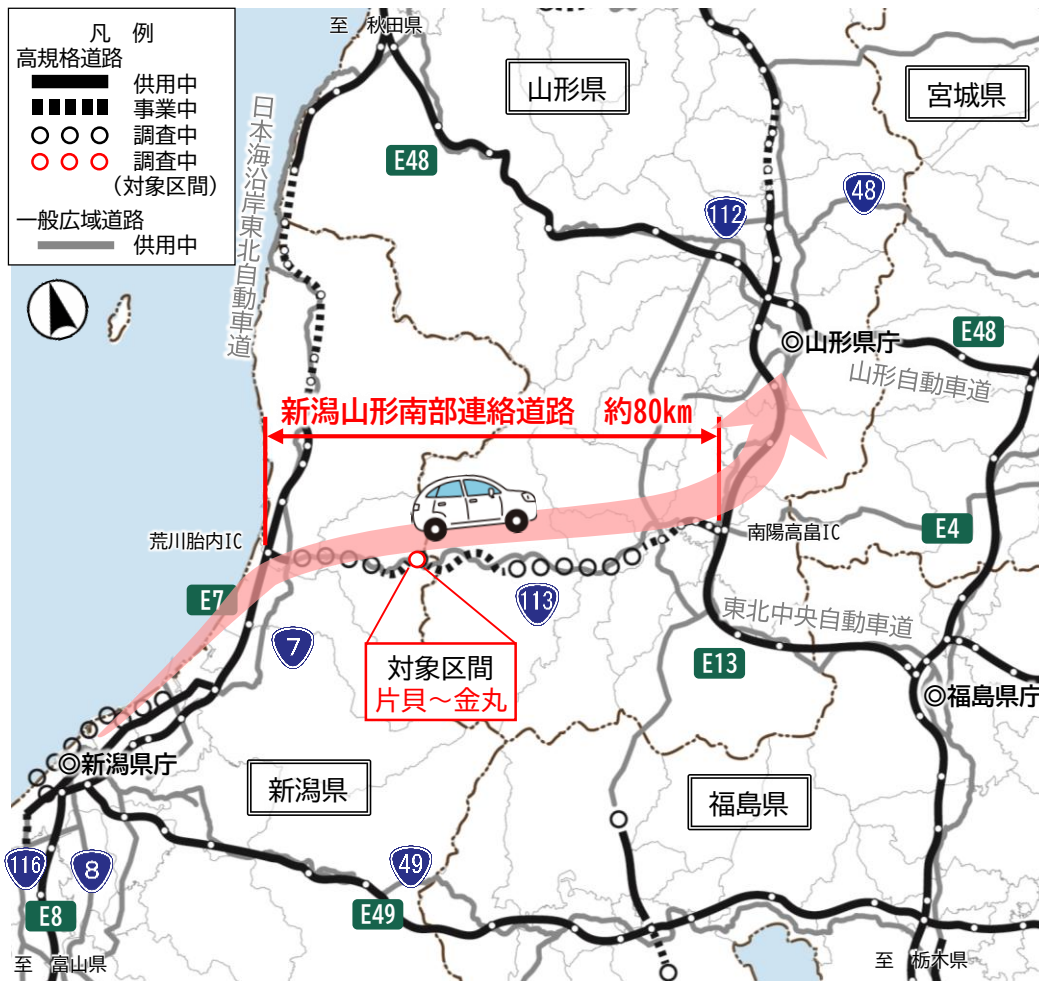 凡 例
高規格道路
供用中
事業中
調査中
調査中
(対象区間)
一般広域道路
供用中
至 秋田県
山形県
宮城県
日本海沿岸東北自動車道
E48
112
48
◎山形県庁
E48
山形自動車道
新潟山形南部連絡道路 約80km
荒川胎内IC
南陽高畠IC
E4
E7
113
7
東北中央自動車道
対象区間
片貝～金丸
E13
◎福島県庁
◎新潟県庁
新潟県
福島県
116
8
49
E8
E49
至 富山県
至 栃木県